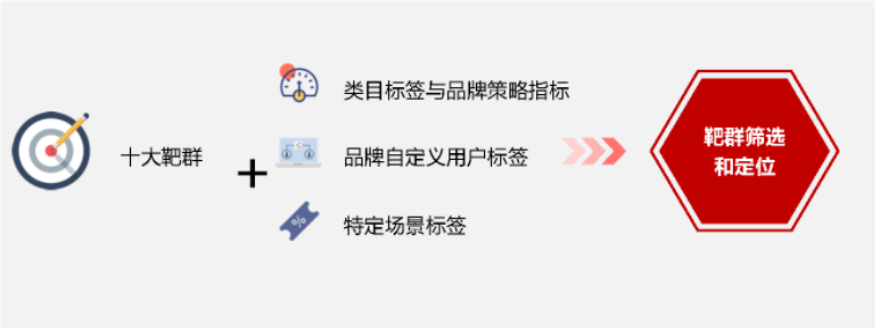 十大靶群
+
类目标签与品牌策略指标
品牌自定义用户标签
特定场景标签
%
靶群筛选
和定位